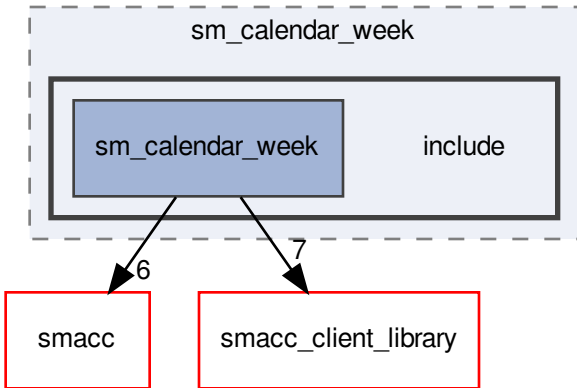 sm_calendar_week
sm_calendar_week
include
6
7
smacc
smacc_client_library